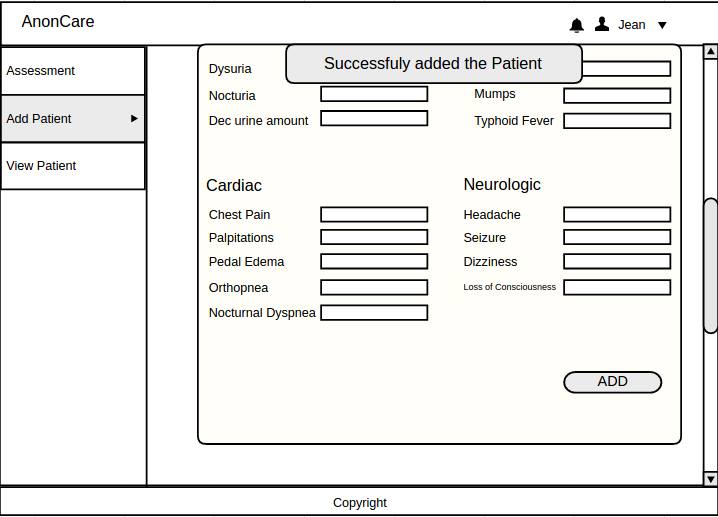 AnonCare
Jean
Assessment
Add Patient
View Patient
Successfuly added the Patient
Dysuria
Nocturia
Dec urine amount
Mumps
Typhoid Fever
Cardiac
Chest Pain
Palpitations
Pedal Edema
Orthopnea
Nocturnal Dyspnea
Neurologic
Headache
Seizure
Dizziness
Loss of Consciousness
ADD
Copyright